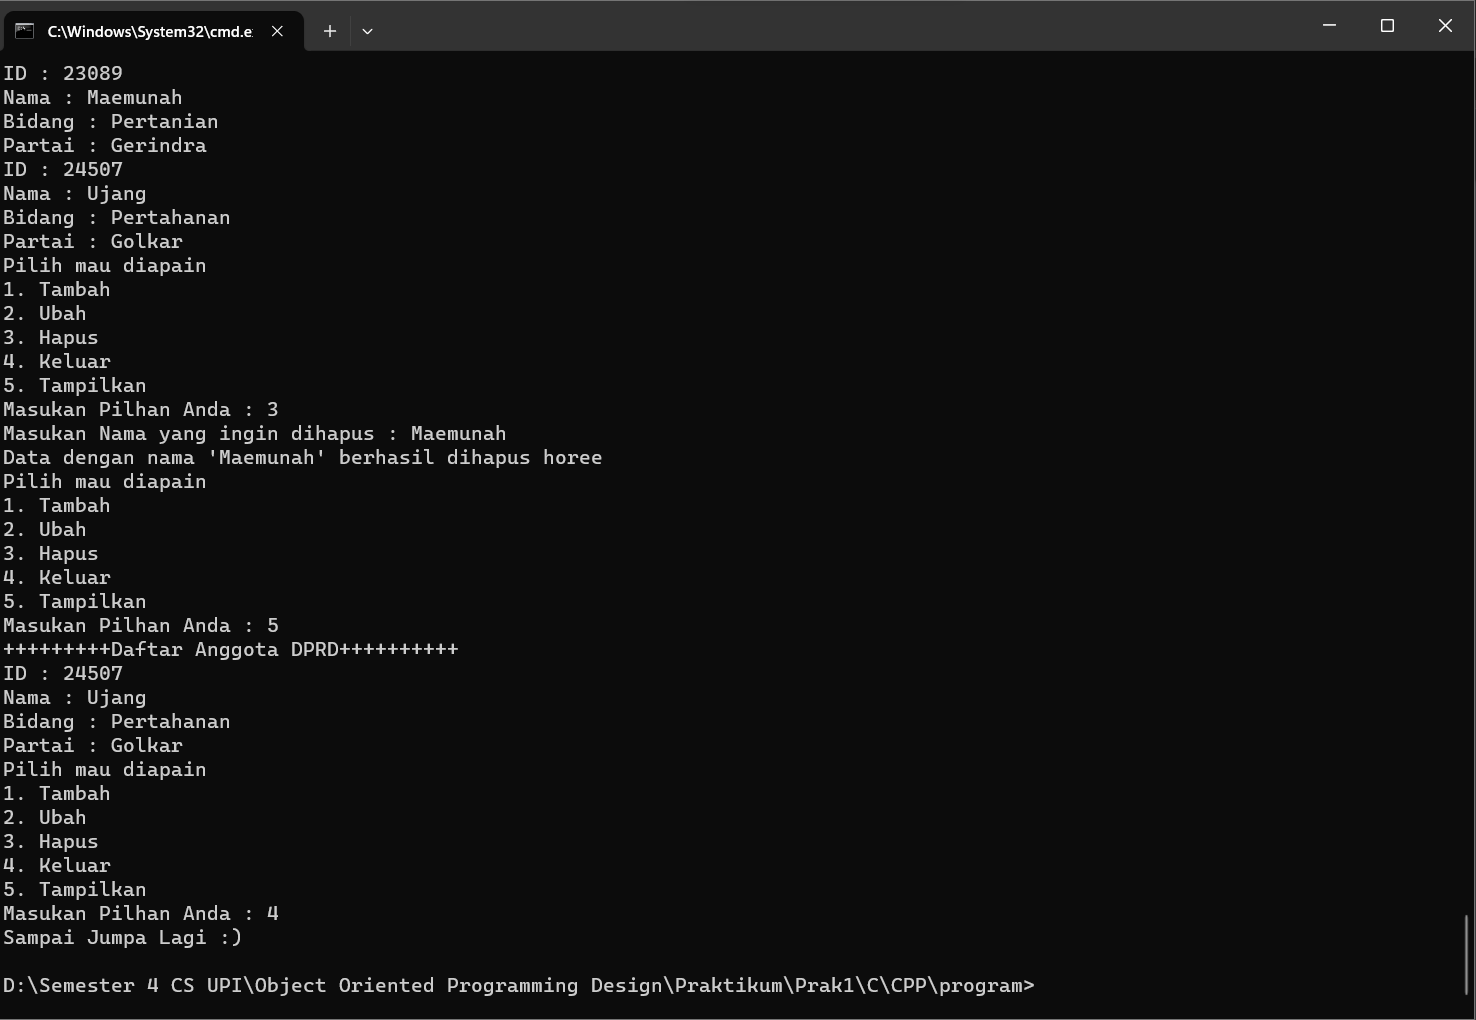 C:\Windows\System32\cmd.e
ID : 23089
Nama : Maemunah
Bidang : Pertanian
Partai : Gerindra
ID : 24507
Nama : Ujang
Bidang : Pertahanan
Partai : Golkar
Pilih mau diapain
1. Tambah
2. Ubah
3. Hapus
4. Keluar
5. Tampilkan
Masukan Pilhan Anda : 3
Masukan Nama yang ingin dihapus : Maemunah
Data dengan nama 'Maemunah' berhasil dihapus horee
Pilih mau diapain
1. Tambah
2. Ubah
3. Hapus
4. Keluar
5. Tampilkan
Masukan Pilhan Anda : 5
+++++++++Daftar Anggota DPRD++++++++++
ID : 24507
Nama : Ujang
Bidang : Pertahanan
Partai : Golkar
Pilih mau diapain
1. Tambah
2. Ubah
3. Hapus
4. Keluar
5. Tampilkan
Masukan Pilhan Anda : 4
Sampai Jumpa Lagi :)
D:\Semester 4 CS UPI\Object Oriented Programming Design\Praktikum\Prak1\C\CPP\program>